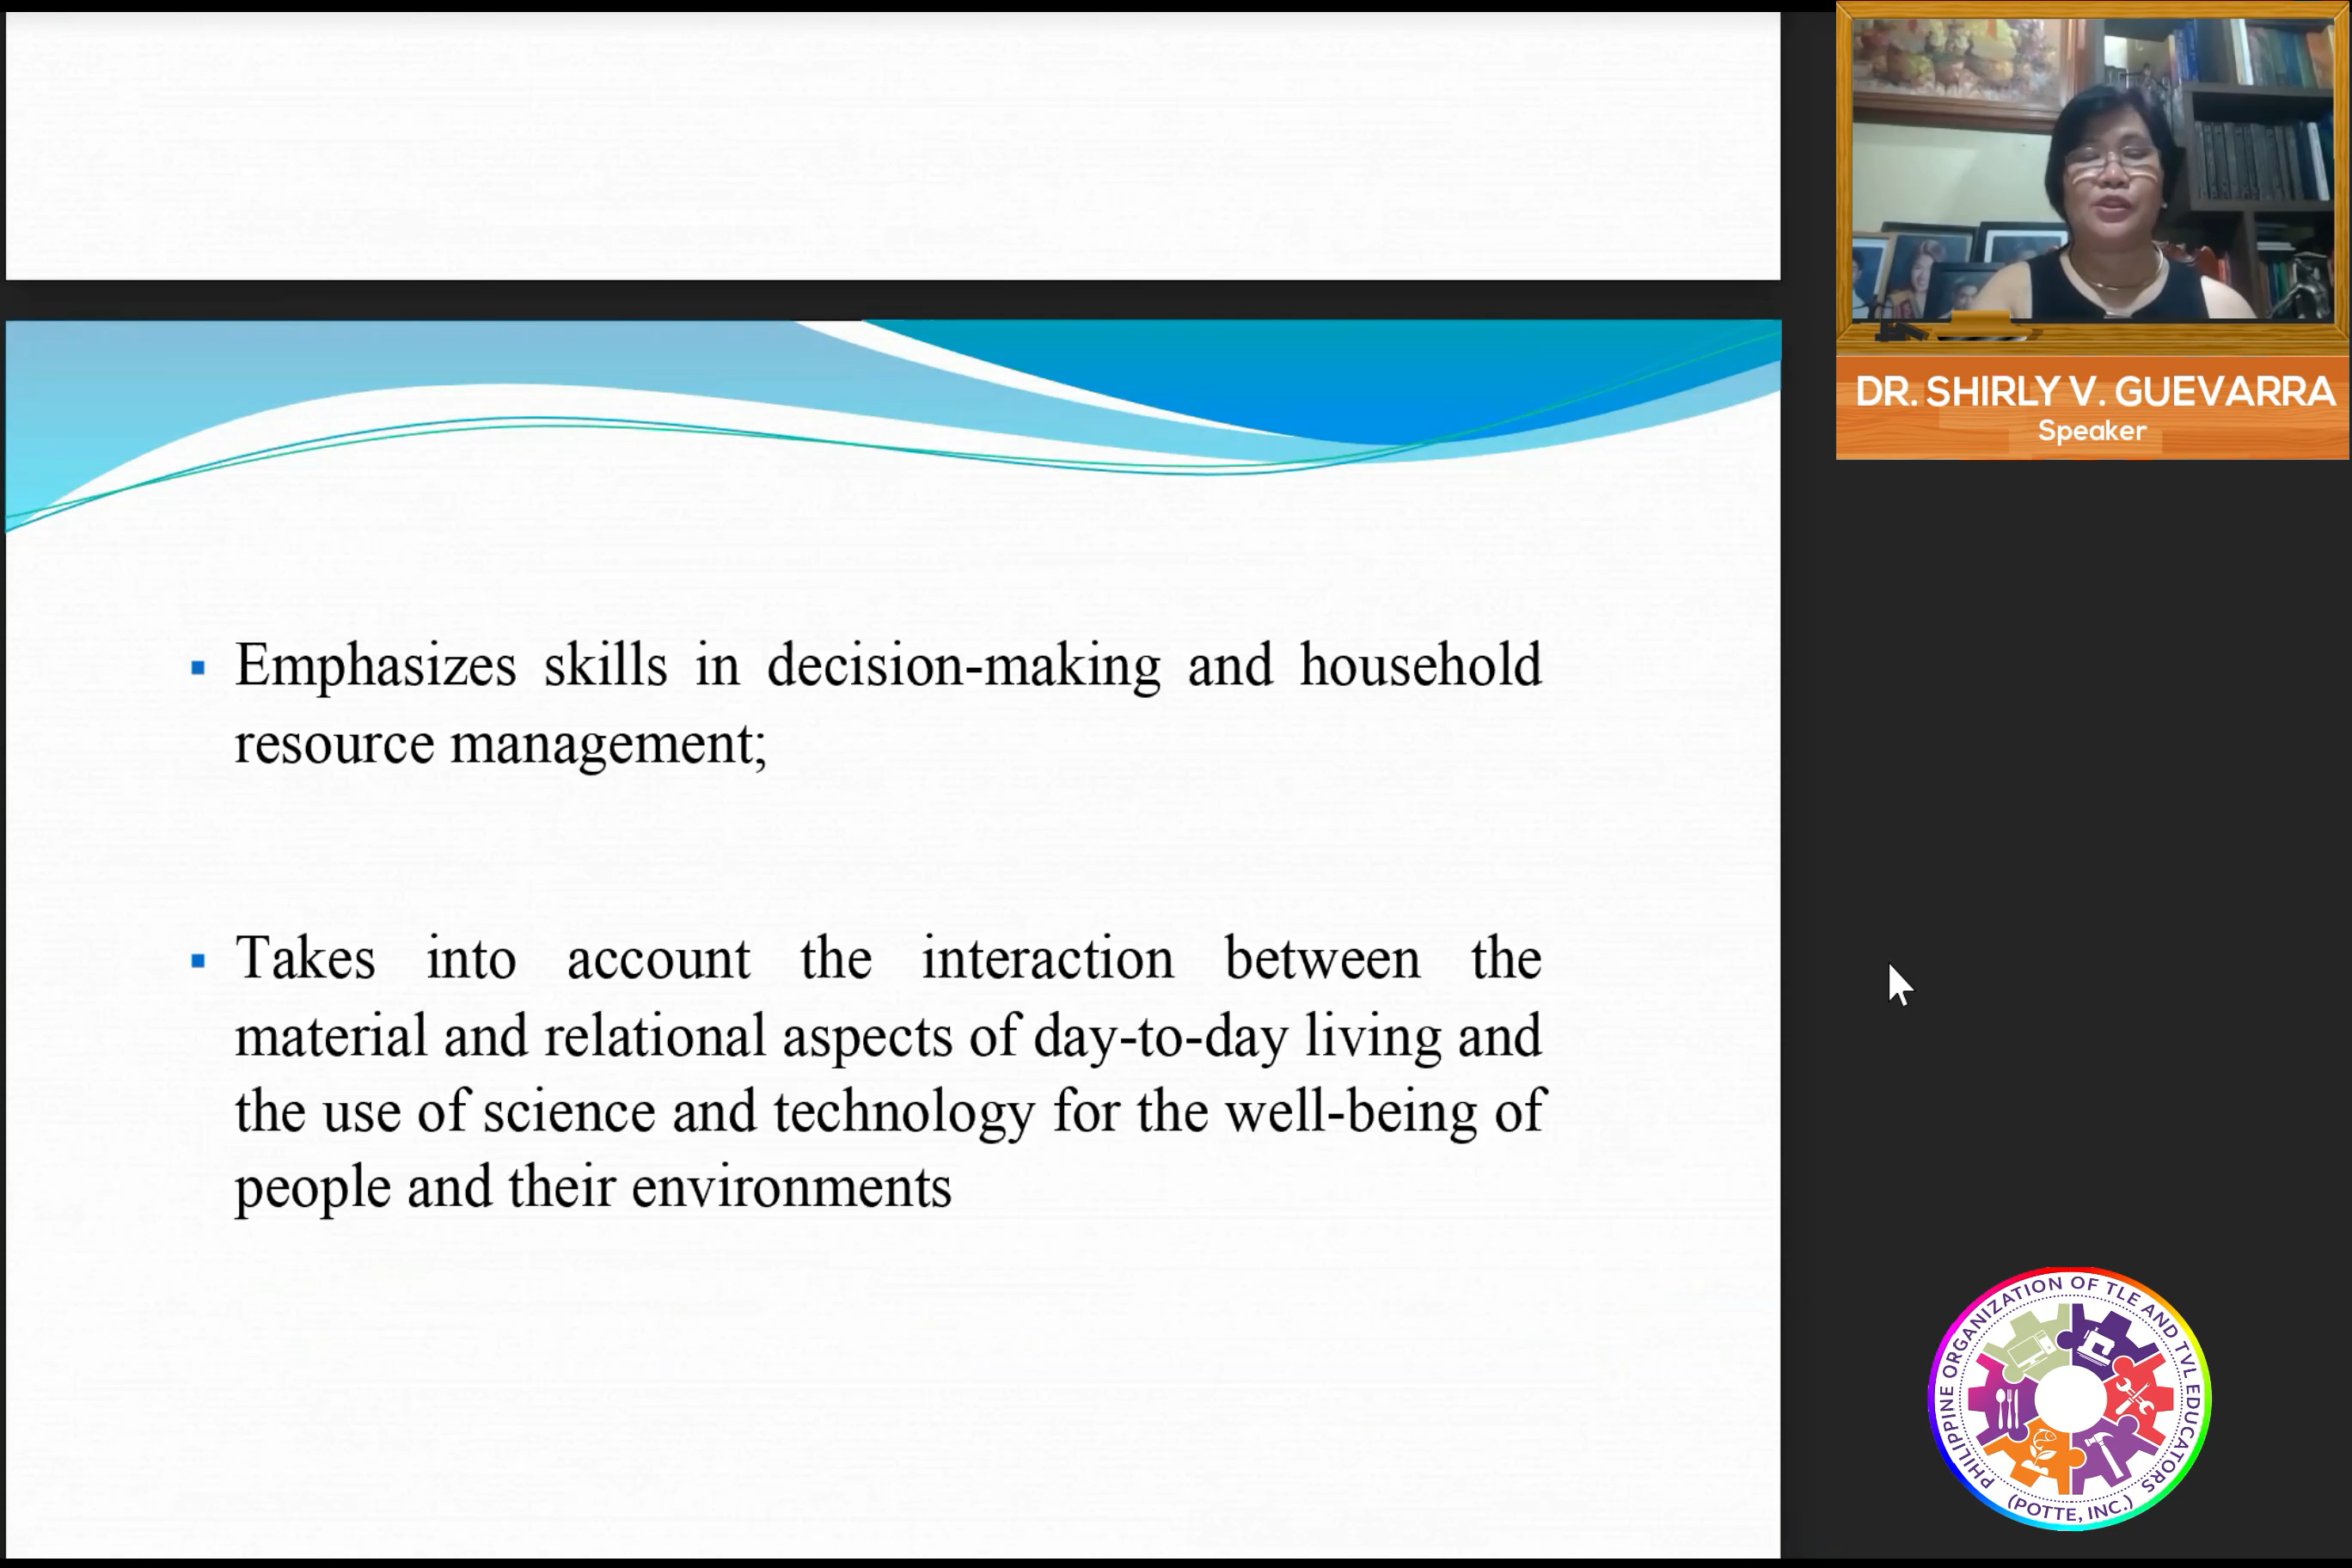 Emphasizes skills in decision-making and household
resource management;
Takes into account the interaction between the
material and relational aspects of day-to-day living and
the use of science and technology for the well-being of
people and their environments
DR. SHIRLY V. GUEVARRA
Speaker
PHILIPPINE ORGANIZATION OF TLE AND TVL EDUCATORS
(POTTE, INC.)